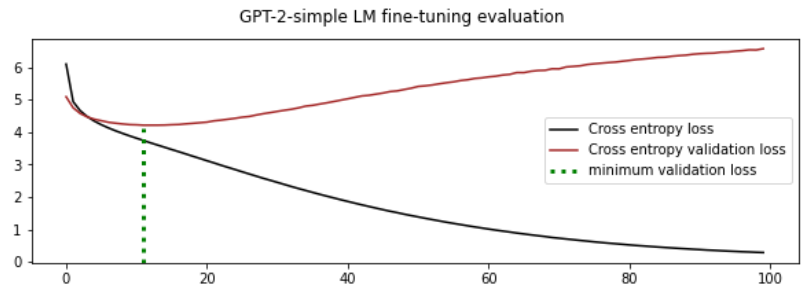 GPT-2-simple LM fine-tuning evaluation
6
5
4
3
2
1
0
Cross entropy loss
Cross entropy validation loss
minimum validation loss
0 20 40 60 80 100